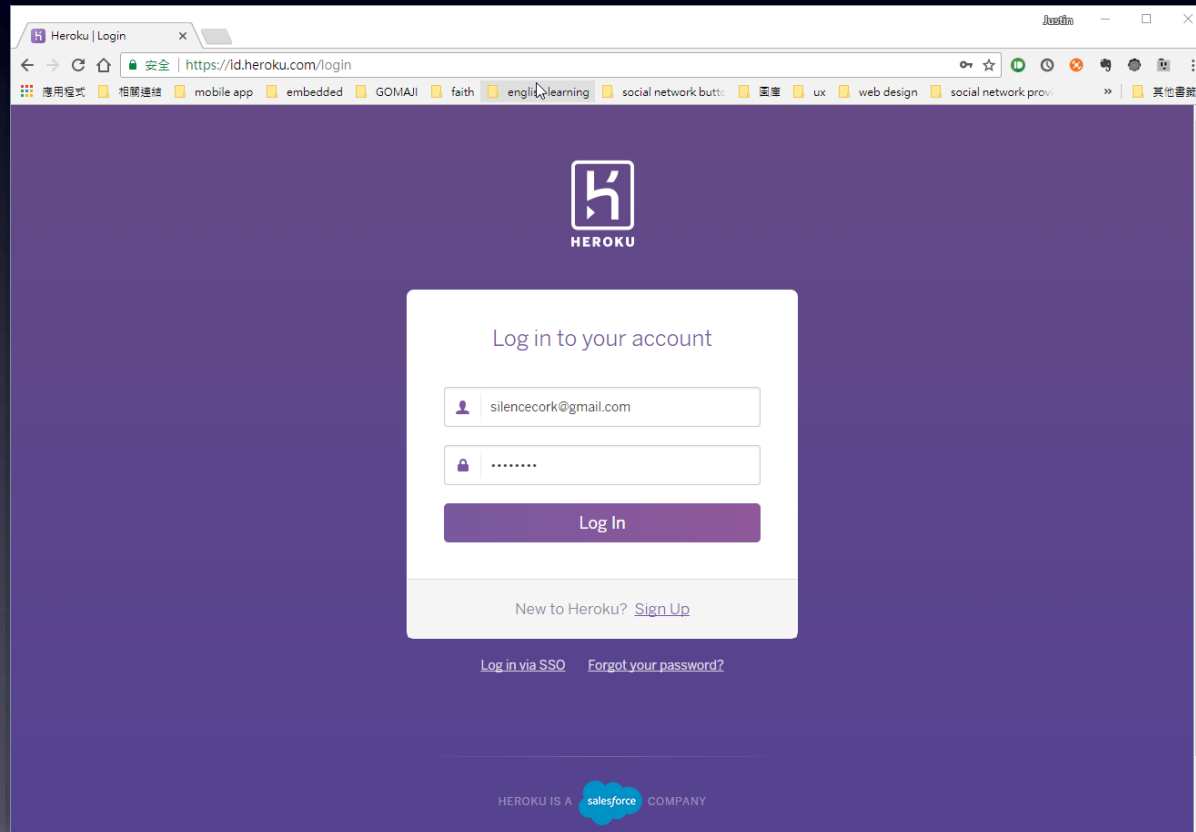 Justin
Heroku | Login
安全 | https://id.heroku.com/login
應用程式 相關連結 mobile app embedded GOMAJI faith english learning social network butto 圖庫 ux web design social network provi » 其他書籤
HEROKU
Log in to your account
silencecork@gmail.com
••••••••
Log In
New to Heroku? Sign Up
Log in via SSO Forgot your password?
HEROKU IS A salesforce COMPANY